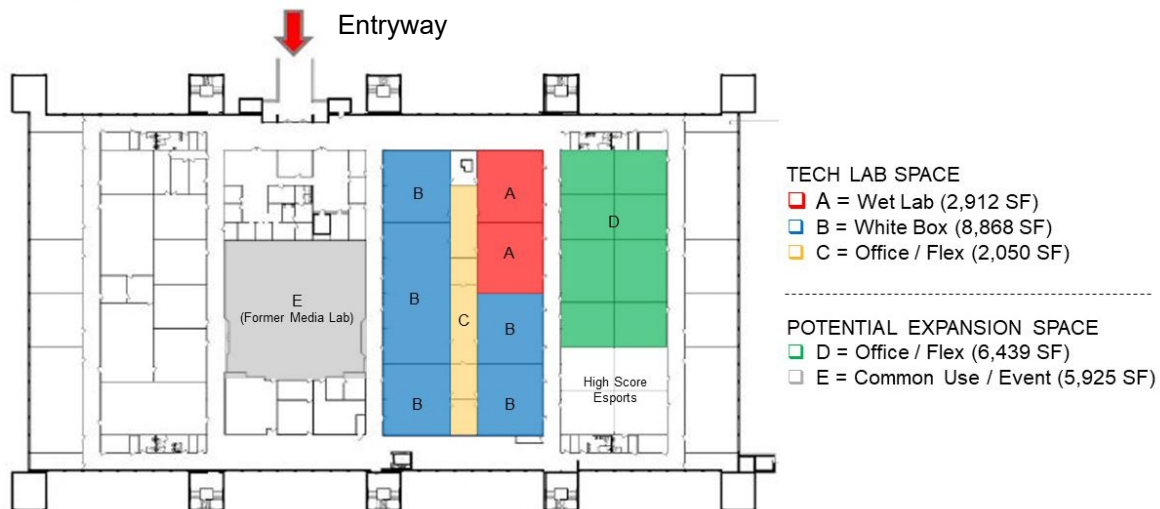 Entryway
B
A
D
A
E
(Former Media Lab)
B
C
B
B
B
High Score
Esports
TECH LAB SPACE
A = Wet Lab (2,912 SF)
B = White Box (8,868 SF)
C = Office / Flex (2,050 SF)
POTENTIAL EXPANSION SPACE
D = Office / Flex (6,439 SF)
E = Common Use / Event (5,925 SF)